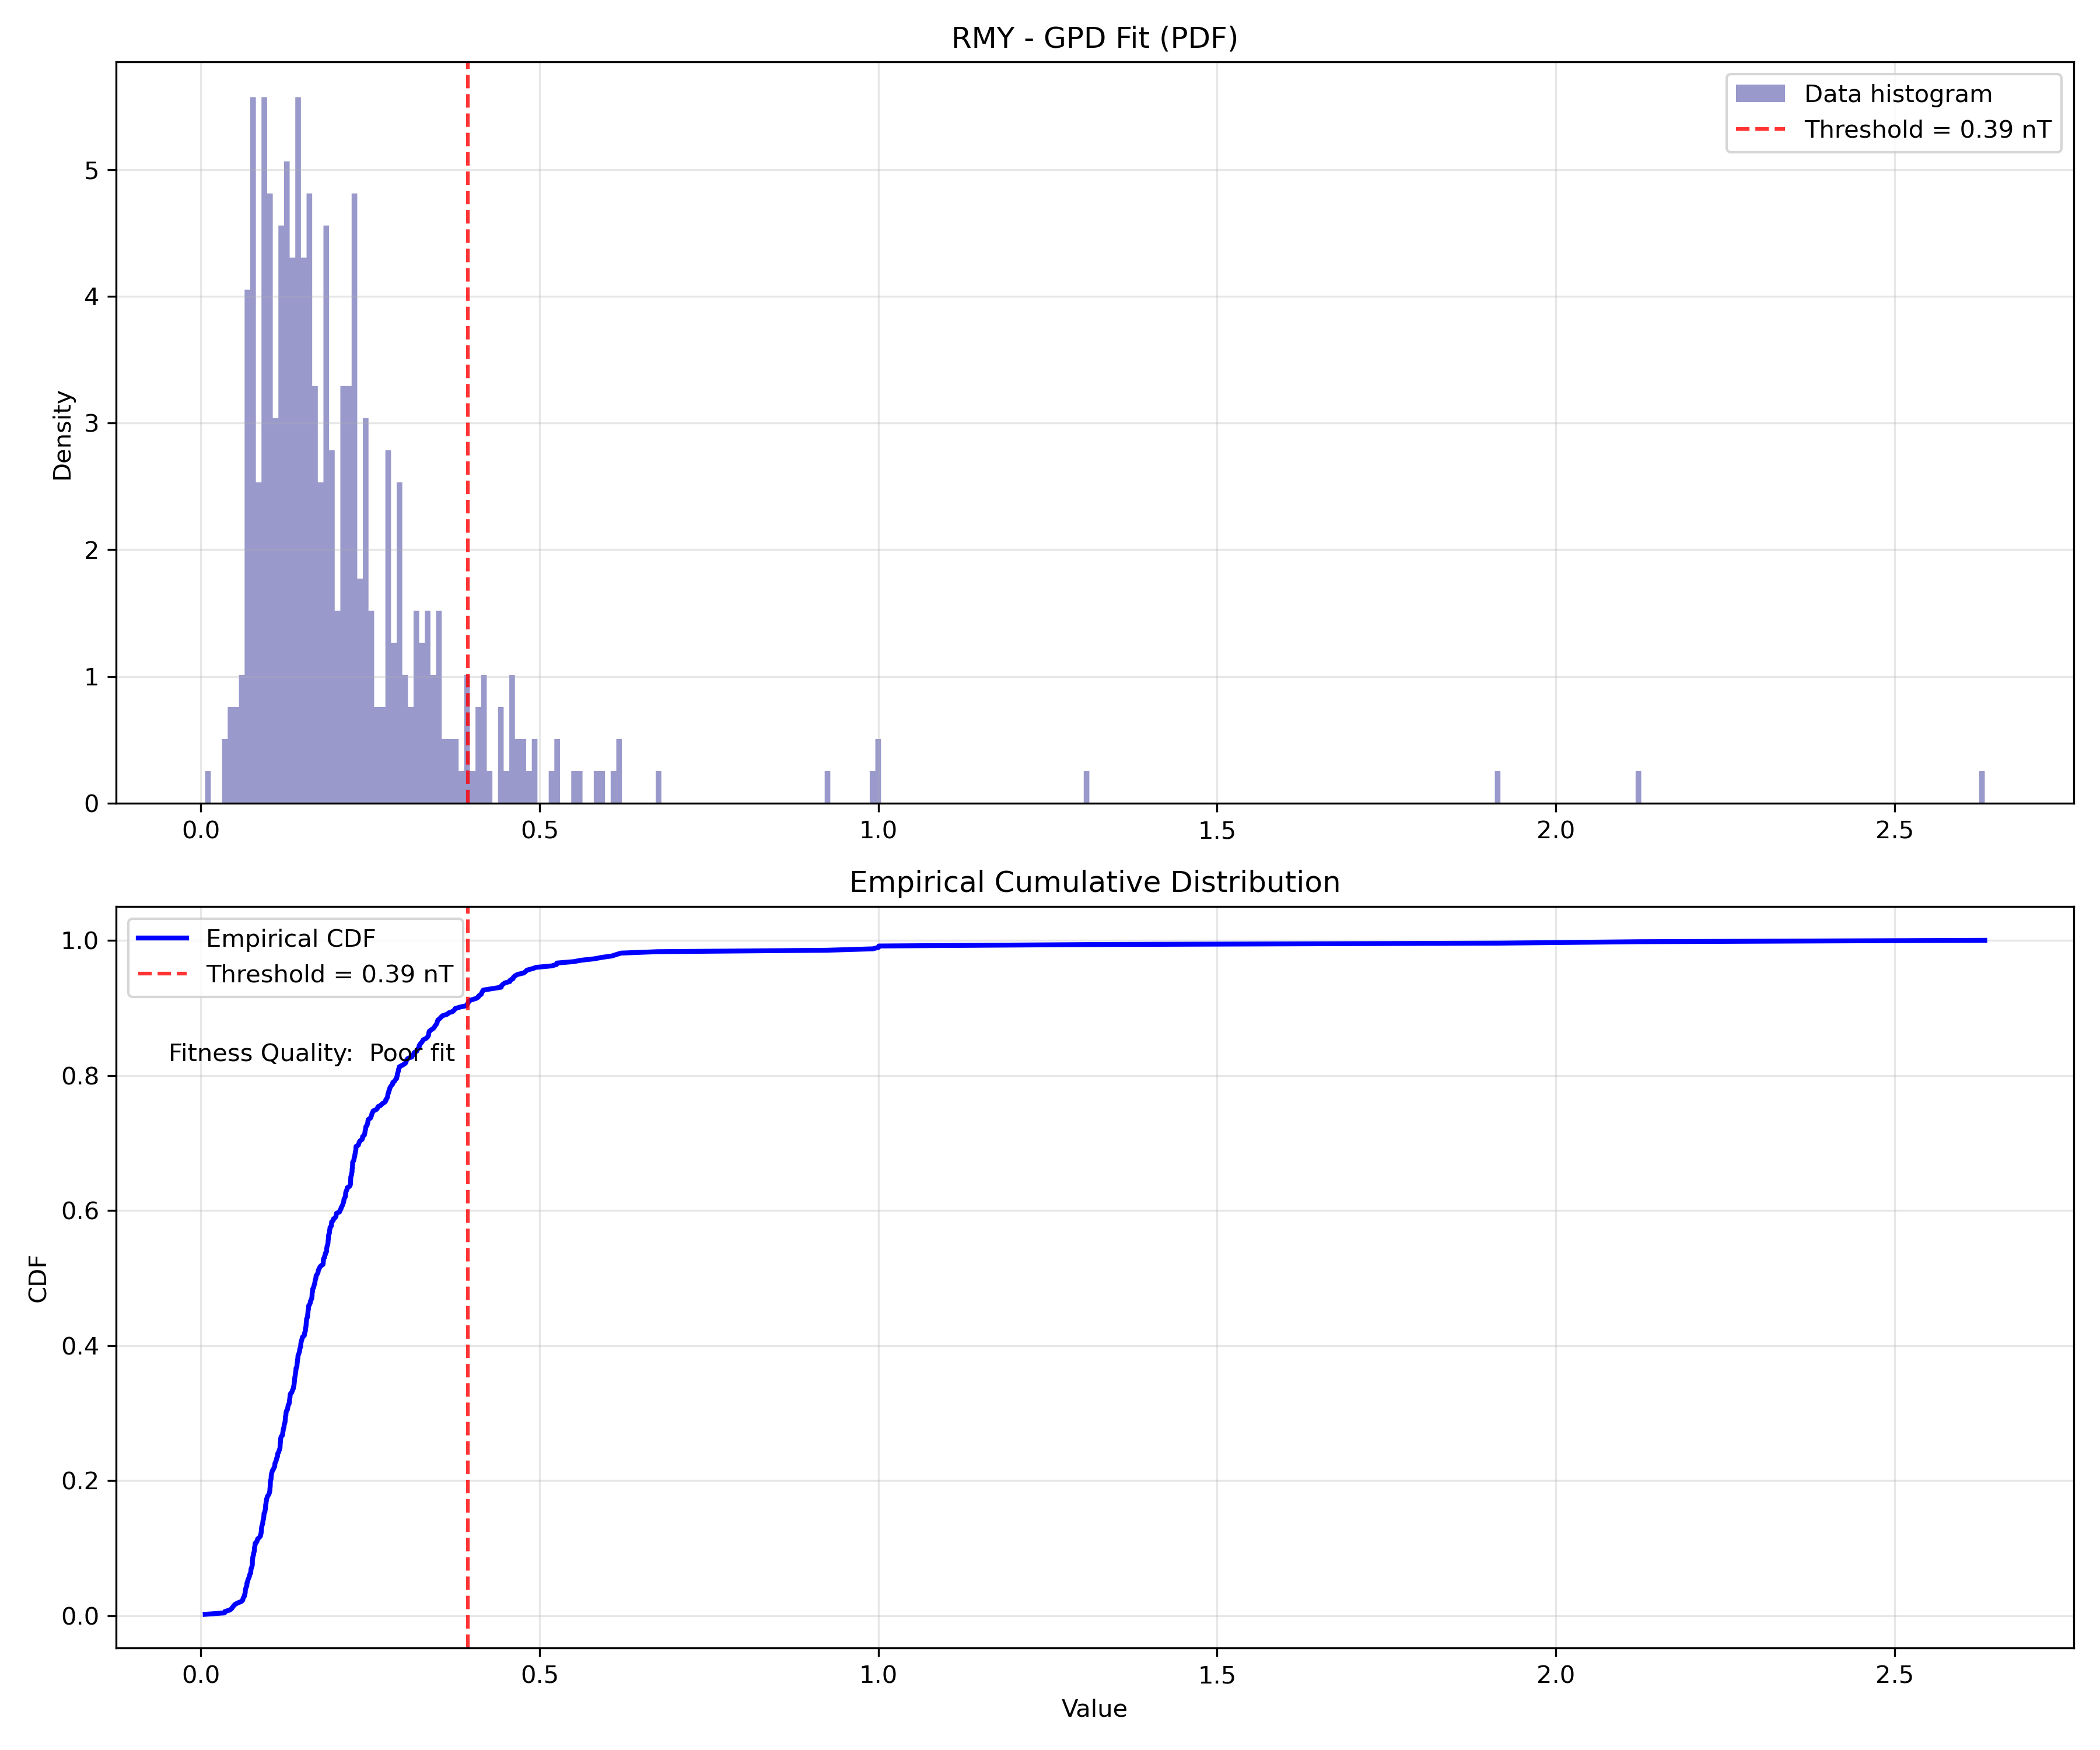 RMY - GPD Fit (PDF)
Data histogram
Threshold = 0.39 nT
Density
5
4
3
2
1
0
0.0 0.5 1.0 1.5 2.0 2.5
Empirical Cumulative Distribution
Empirical CDF
Threshold = 0.39 nT
Fitness Quality:  Poor fit
CDF
1.0
0.8
0.6
0.4
0.2
0.0
0.0 0.5 1.0 1.5 2.0 2.5
Value